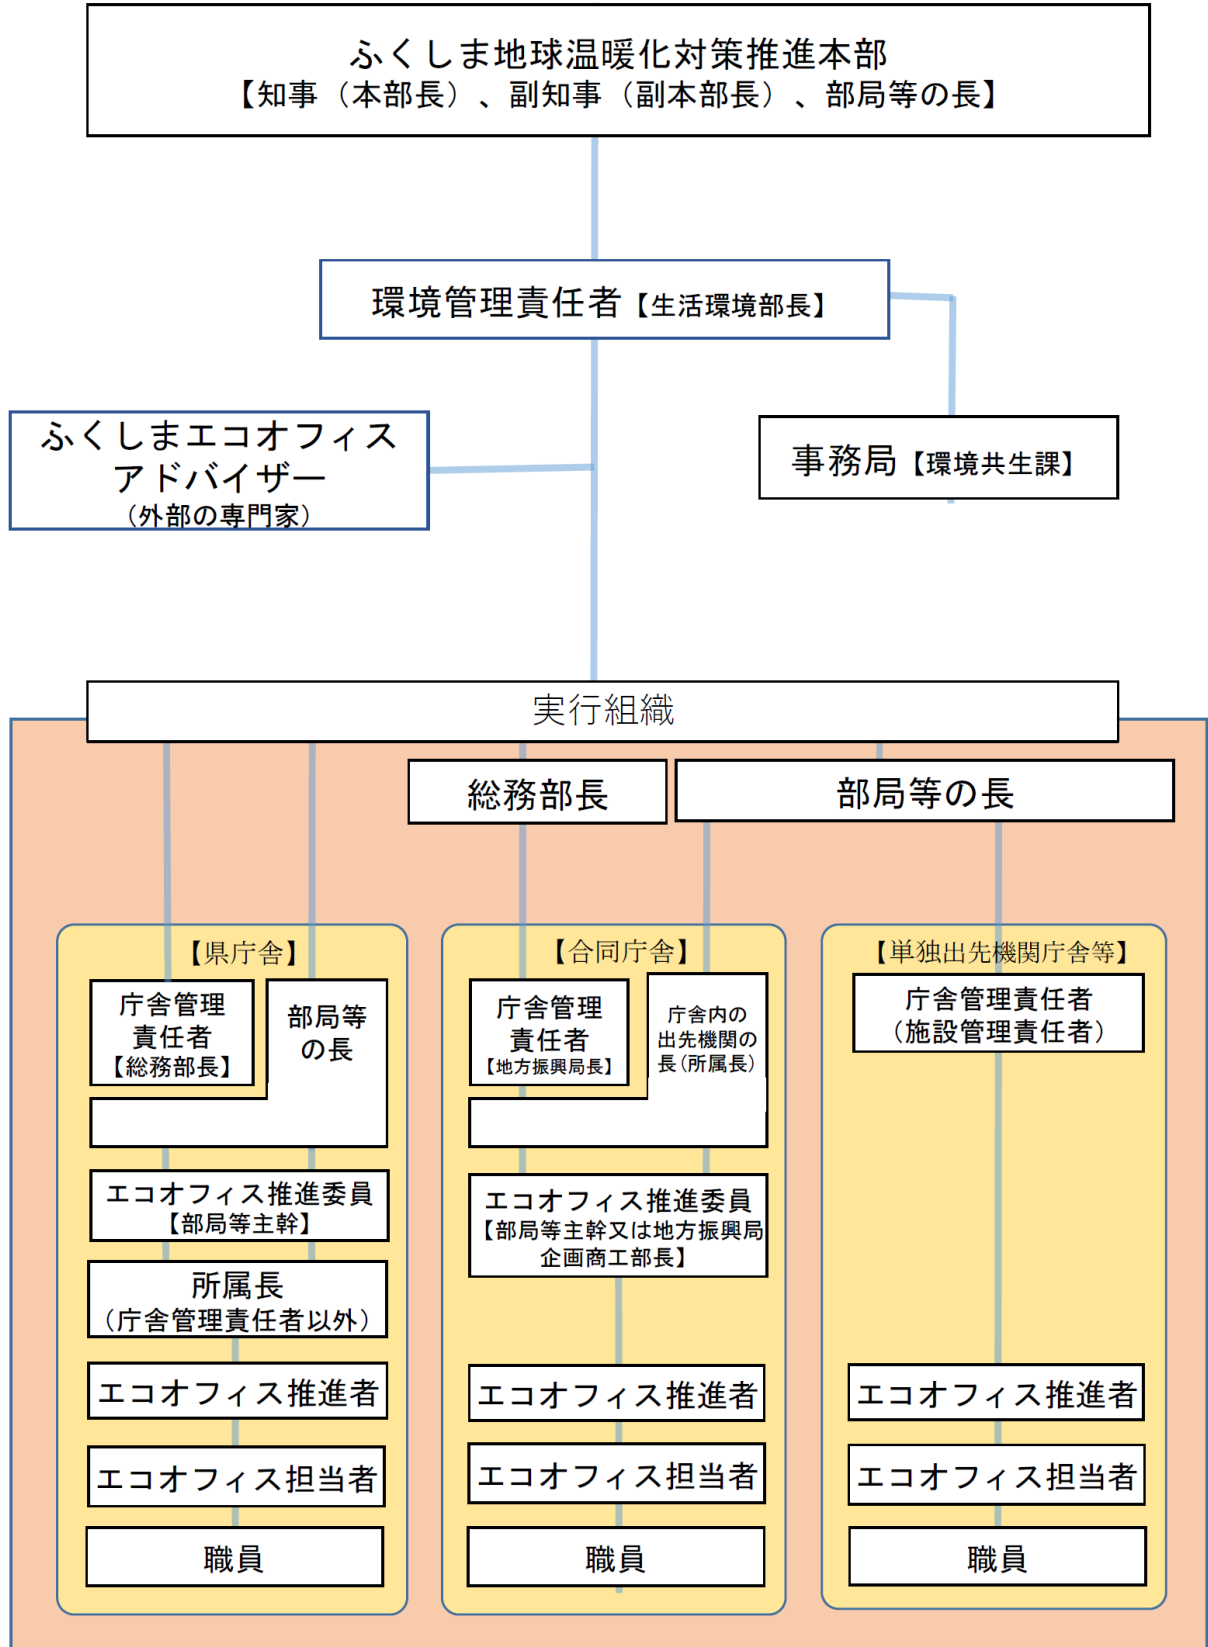 ふくしま地球温暖化対策推進本部
【知事（本部長）、副知事（副本部長）、部局等の長】
環境管理責任者【生活環境部長】
ふくしまエコオフィス
アドバイザー
（外部の専門家）
事務局【環境共生課】
実行組織
総務部長
部局等の長
【県庁舎】
庁舎管理
責任者
【総務部長】
部局等
の長
エコオフィス推進委員
【部局等主幹】
所属長
（庁舎管理責任者以外）
エコオフィス推進者
エコオフィス担当者
職員
【合同庁舎】
庁舎管理
責任者
【地方振興局長】
庁舎内の
出先機関の
長（所属長）
エコオフィス推進委員
【部局等主幹又は地方振興局
企画商工部長】
エコオフィス推進者
エコオフィス担当者
職員
【単独出先機関庁舎等】
庁舎管理責任者
（施設管理責任者）
エコオフィス推進者
エコオフィス担当者
職員